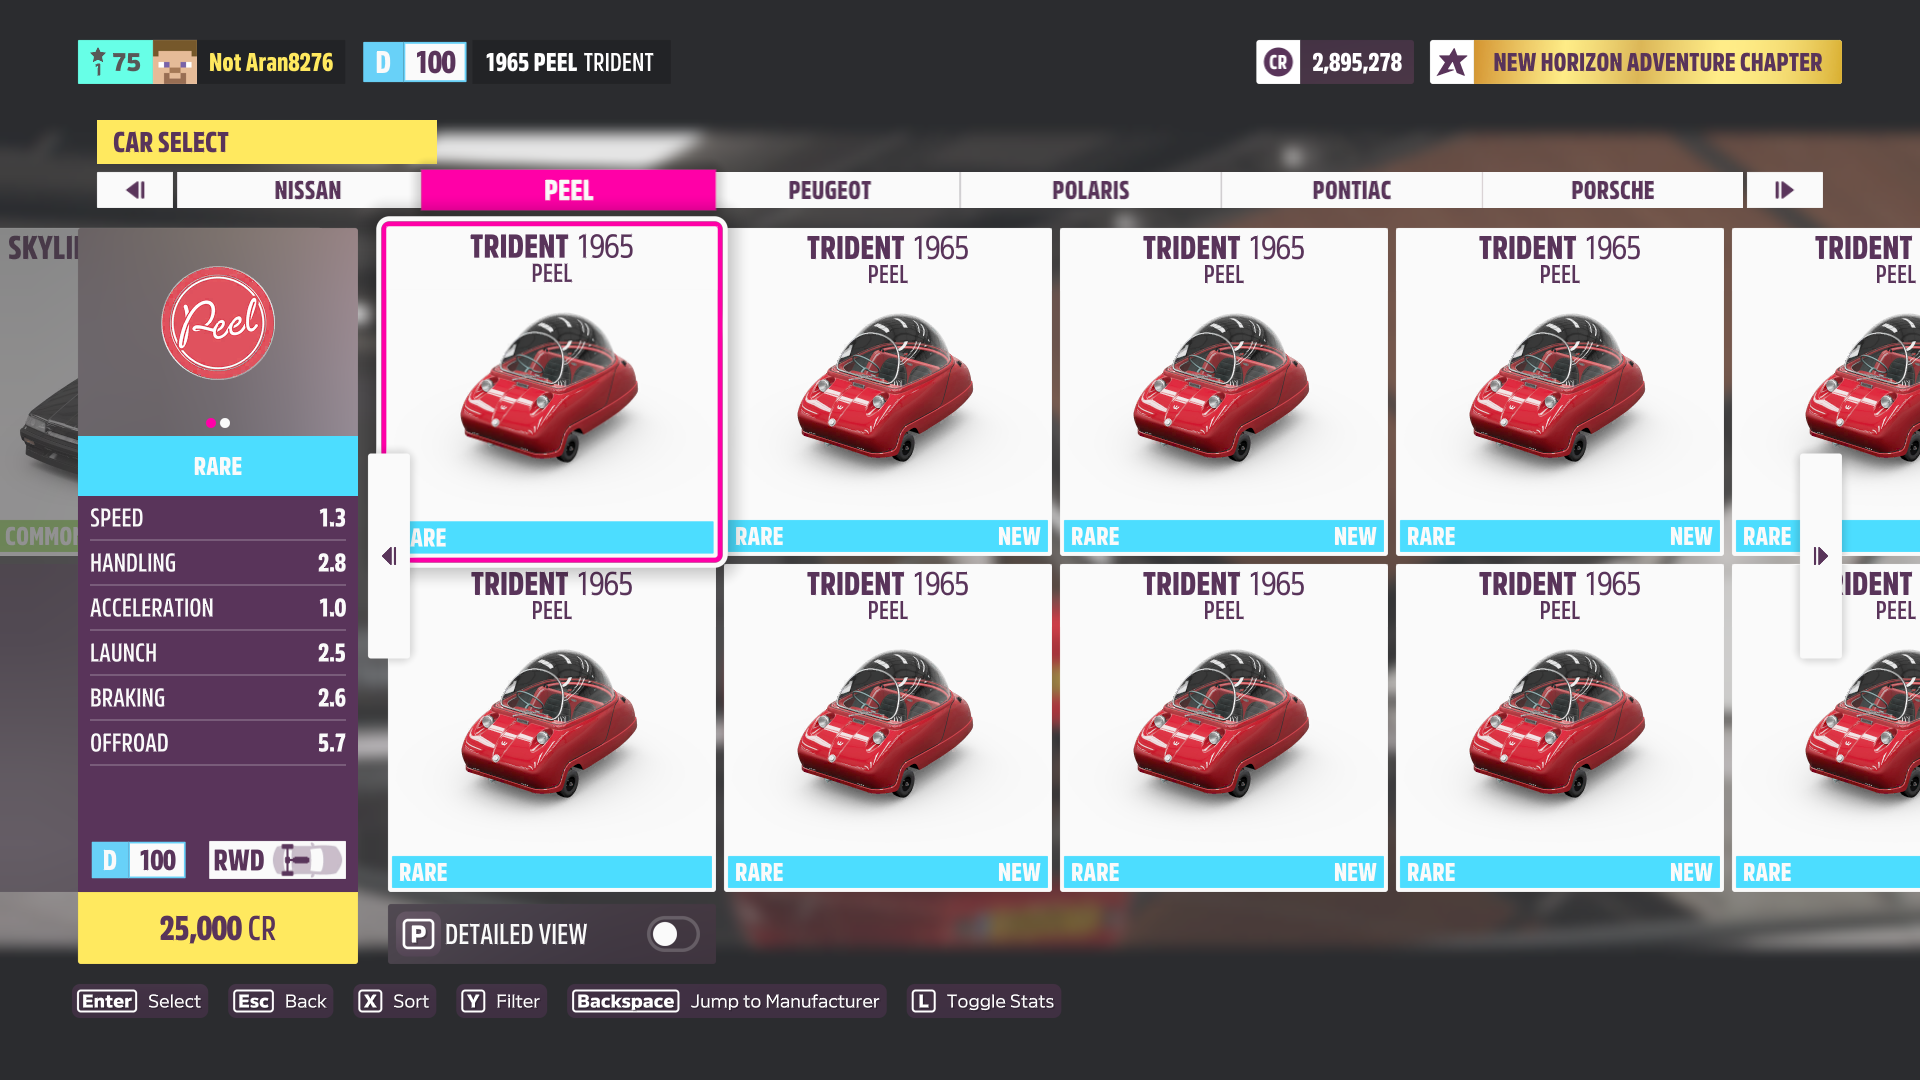 1 75 Not Aran8276 D 100 1965 PEEL TRIDENT CR 2,895,278 NEW HORIZON ADVENTURE CHAPTER
CAR SELECT
NISSAN PEEL PEUGEOT POLARIS PONTIAC PORSCHE
Peel
RARE
SPEED 1.3
HANDLING 2.8
ACCELERATION 1.0
LAUNCH 2.5
BRAKING 2.6
OFFROAD 5.7
D 100 RWD
25,000 CR
TRIDENT 1965 TRIDENT 1965 TRIDENT 1965 TRIDENT 1965 TRIDENT
PEEL PEEL PEEL PEEL PEEL
ARE RARE NEW RARE NEW RARE NEW RARE
TRIDENT 1965 TRIDENT 1965 TRIDENT 1965 TRIDENT 1965 RIDENT
PEEL PEEL PEEL PEEL PEEL
RARE RARE NEW RARE NEW RARE NEW RARE
P DETAILED VIEW
Enter Select Esc Back X Sort Y Filter Backspace Jump to Manufacturer L Toggle Stats